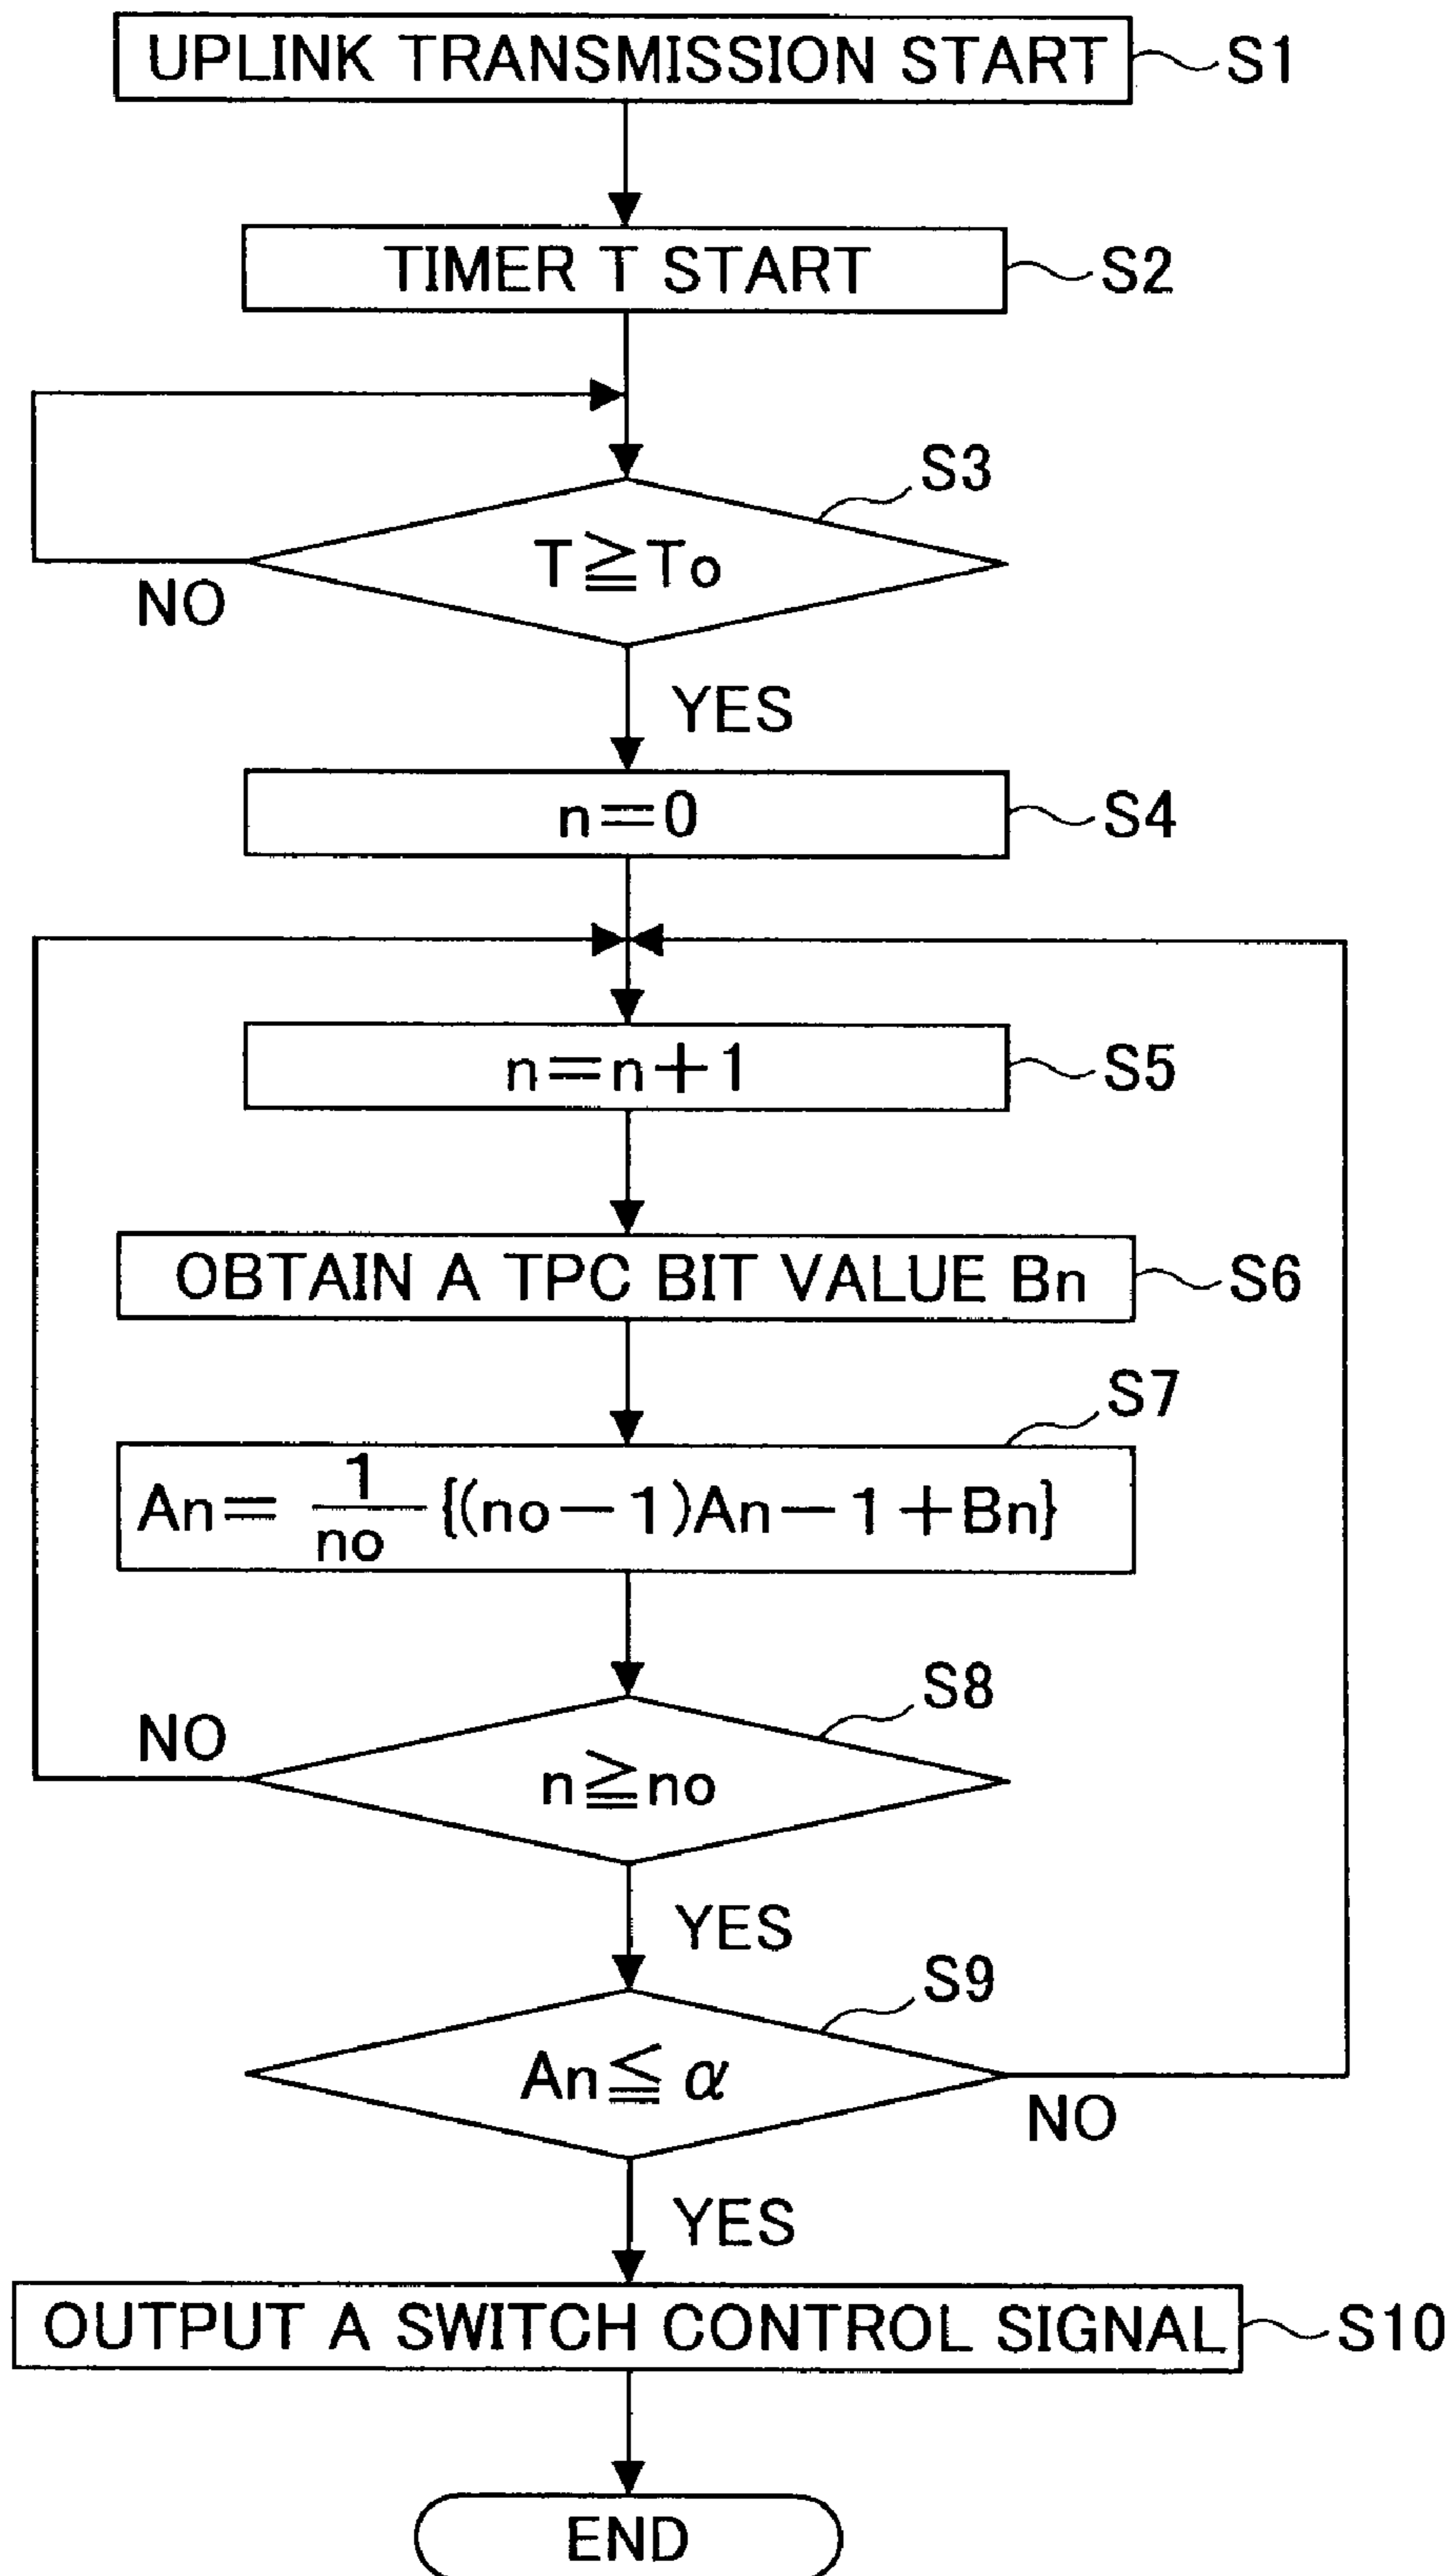 UPLINK TRANSMISSION START S1
TIMER T START S2
S3
T≧To
NO
YES
n=0 S4
n=n+1 S5
OBTAIN A TPC BIT VALUE Bn S6
S7
An= 1/no {(no-1)An-1+Bn}
S8
NO
n≧no
YES
S9
An≦α
NO
YES
OUTPUT A SWITCH CONTROL SIGNAL S10
END